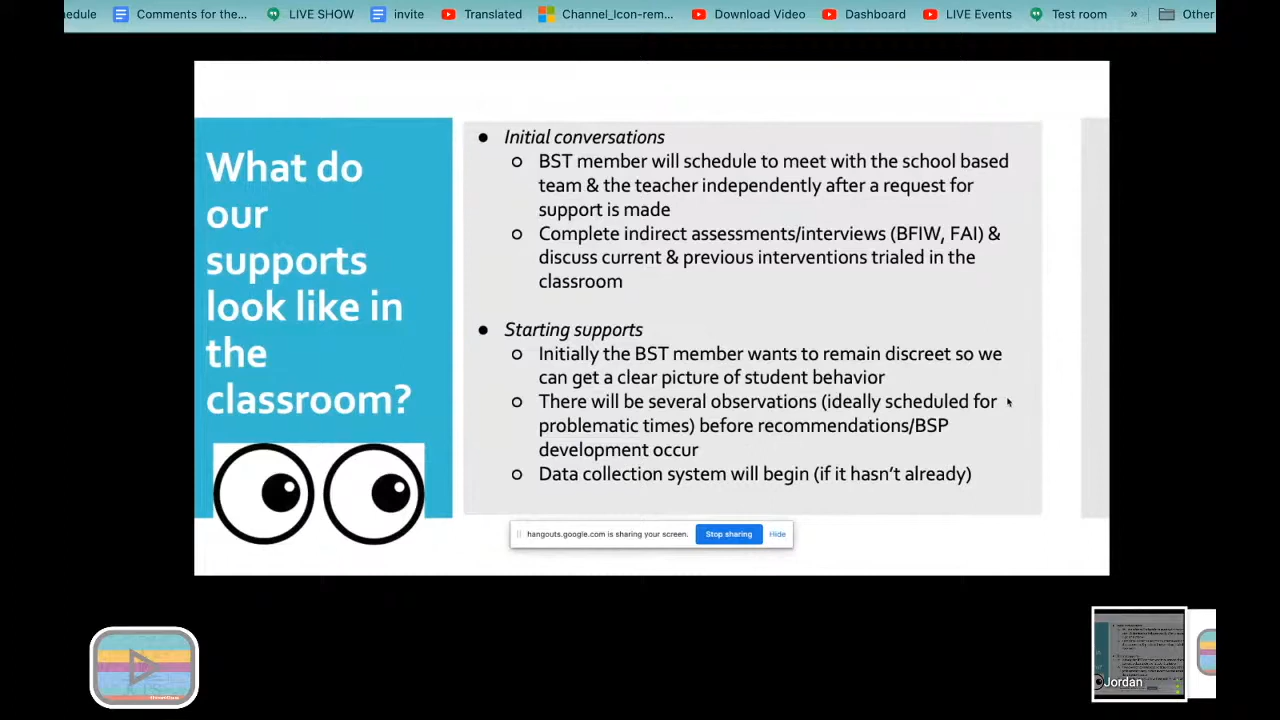 edule
Comments for the...
LIVE SHOW
invite
Translated
Channel_Icon-rem...
Download Video
Dashboard
LIVE Events
Test room
»
Other
What do
our
supports
look like in
the
classroom?
● Initial conversations
○ BST member will schedule to meet with the school based
team & the teacher independently after a request for
support is made
○ Complete indirect assessments/interviews (BFIW, FAI) &
discuss current & previous interventions trialed in the
classroom
● Starting supports
○ Initially the BST member wants to remain discreet so we
can get a clear picture of student behavior
○ There will be several observations (ideally scheduled for
problematic times) before recommendations/BSP
development occur
○ Data collection system will begin (if it hasn't already)
hangouts.google.com is sharing your screen.
Stop sharing
Hide
Jordan